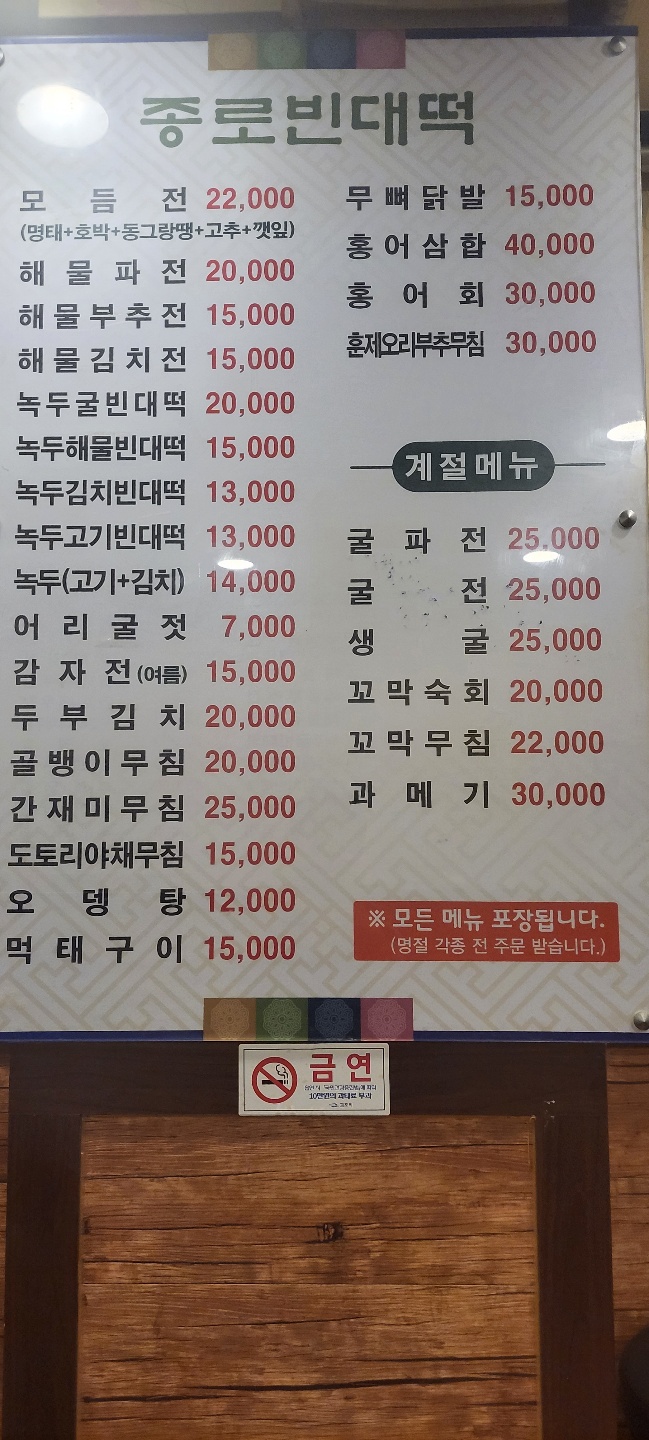 종로빈대떡
모듬전 22,000
(명태+호박+동그랑땡+고추+깻잎)
해물파전 20,000
해물부추전 15,000
해물김치전 15,000
녹두굴빈대떡 20,000
녹두해물빈대떡 15,000
녹두김치빈대떡 13,000
녹두고기빈대떡 13,000
녹두(고기+김치) 14,000
어리굴젓 7,000
감자전(여름) 15,000
두부김치 20,000
골뱅이무침 20,000
간재미무침 25,000
도토리야채무침 15,000
오뎅탕 12,000
먹태구이 15,000
무뼈닭발 15,000
홍어삼합 40,000
홍어회 30,000
훈제오리부추무침 30,000
계절메뉴
굴파전 25,000
굴전 25,000
생굴 25,000
꼬막숙회 20,000
꼬막무침 22,000
과메기 30,000
※ 모든 메뉴 포장됩니다.
(명절 각종 전 주문 받습니다.)
금연
10만원의 과태료 부과